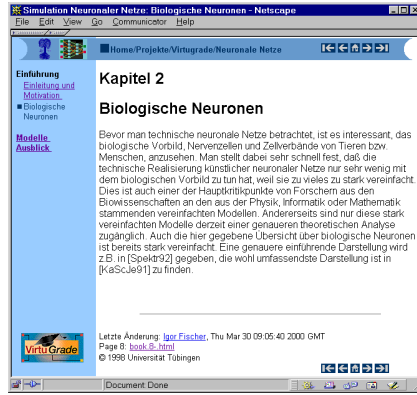 Simulation Neuronaler Netze: Biologische Neuronen - Netscape
File Edit View Go Communicator Help
Home/Projekte/Virtugrade/Neuronale Netz
Einführung
Einleitung und
Motivation
Biologische
Neuronen
Modelle
Ausblick
Kapitel 2
Biologische Neuronen
Bevor man technische neuronale Netze betrachtet, ist es interessant, das
biologische Vorbild, Nervenzellen und Zellverbände von Tieren bzw.
Menschen, anzusehen. Man stellt dabei sehr schnell fest, daß die
technische Realisierung künstlicher neuronaler Netze nur sehr wenig mit
dem biologischen Vorbild zu tun hat, weil sie zu vieles zu stark vereinfacht.
Dies ist auch einer der Hauptkritikpunkte von Forschern aus den
Biowissenschaften an den aus der Physik, Informatik oder Mathematik
stammenden vereinfachten Modellen. Andererseits sind nur diese stark
vereinfachten Modelle derzeit einer genaueren theoretischen Analyse
zugänglich. Auch die hier gegebene Übersicht über biologische Neuronen
ist bereits stark vereinfacht. Eine genauere einführende Darstellung wird
z.B. in [Spektr92] gegeben, die wohl umfassendste Darstellung ist in
[KaScJe91] zu finden.
VirtuGrade
Letzte Änderung: Igor Fischer, Thu Mar 30 09:05:40 2000 GMT
Page 8: book.8-.html
© 1998 Universität Tübingen
Document Done